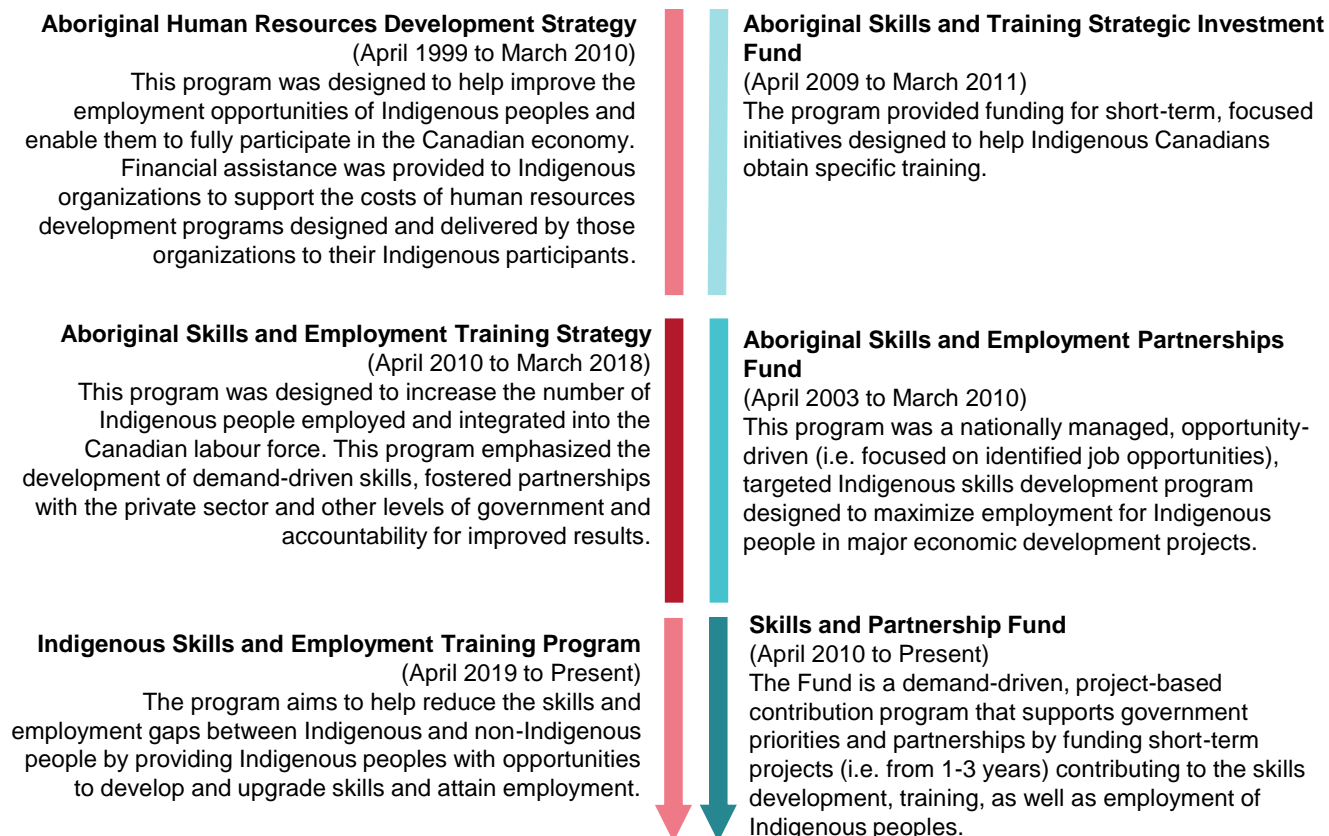 Aboriginal Human Resources Development Strategy
(April 1999 to March 2010)
This program was designed to help improve the
employment opportunities of Indigenous peoples and
enable them to fully participate in the Canadian economy.
Financial assistance was provided to Indigenous
organizations to support the costs of human resources
development programs designed and delivered by those
organizations to their Indigenous participants.
Aboriginal Skills and Training Strategic Investment
Fund
(April 2009 to March 2011)
The program provided funding for short-term, focused
initiatives designed to help Indigenous Canadians
obtain specific training.
Aboriginal Skills and Employment Training Strategy
(April 2010 to March 2018)
This program was designed to increase the number of
Indigenous people employed and integrated into the
Canadian labour force. This program emphasized the
development of demand-driven skills, fostered partnerships
with the private sector and other levels of government and
accountability for improved results.
Aboriginal Skills and Employment Partnerships
Fund
(April 2003 to March 2010)
This program was a nationally managed, opportunity-
driven (i.e. focused on identified job opportunities),
targeted Indigenous skills development program
designed to maximize employment for Indigenous
people in major economic development projects.
Indigenous Skills and Employment Training Program
(April 2019 to Present)
The program aims to help reduce the skills and
employment gaps between Indigenous and non-Indigenous
people by providing Indigenous peoples with opportunities
to develop and upgrade skills and attain employment.
Skills and Partnership Fund
(April 2010 to Present)
The Fund is a demand-driven, project-based
contribution program that supports government
priorities and partnerships by funding short-term
projects (i.e. from 1-3 years) contributing to the skills
development, training, as well as employment of
Indigenous peoples.